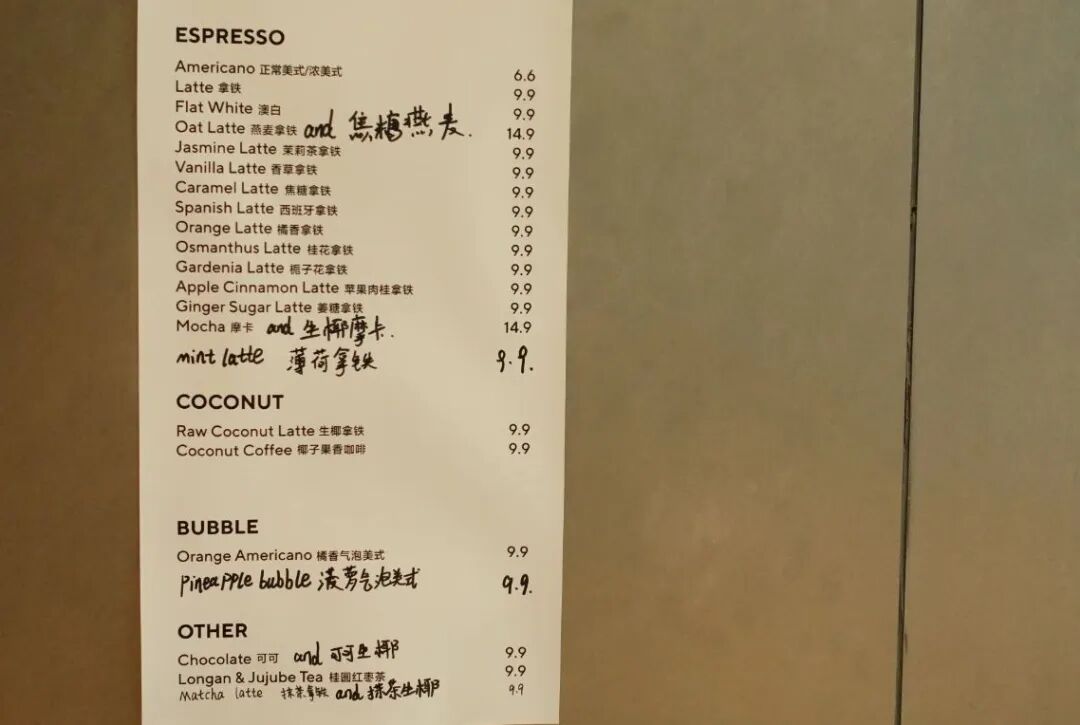 ESPRESSO
Americano 正常美式/浓美式 6.6
Latte 拿铁 9.9
Flat White 澳白 9.9
Oat Latte 燕麦拿铁 and 焦糖燕麦. 14.9
Jasmine Latte 茉莉茶拿铁 9.9
Vanilla Latte 香草拿铁 9.9
Caramel Latte 焦糖拿铁 9.9
Spanish Latte 西班牙拿铁 9.9
Orange Latte 橘香拿铁 9.9
Osmanthus Latte 桂花拿铁 9.9
Gardenia Latte 栀子花拿铁 9.9
Apple Cinnamon Latte 苹果肉桂拿铁 9.9
Ginger Sugar Latte 姜糖拿铁 9.9
Mocha 摩卡 and 生椰摩卡. 14.9
mint latte 薄荷拿铁 9.9.
COCONUT
Raw Coconut Latte 生椰拿铁 9.9
Coconut Coffee 椰子果香咖啡 9.9
BUBBLE
Orange Americano 橘香气泡美式 9.9
pineapple bubble 菠萝气泡美式 9.9.
OTHER
Chocolate 可可 and 可可生椰 9.9
Longan & Jujube Tea 桂圆红枣茶 9.9
Matcha latte 抹茶拿铁 and 抹茶生椰 9.9